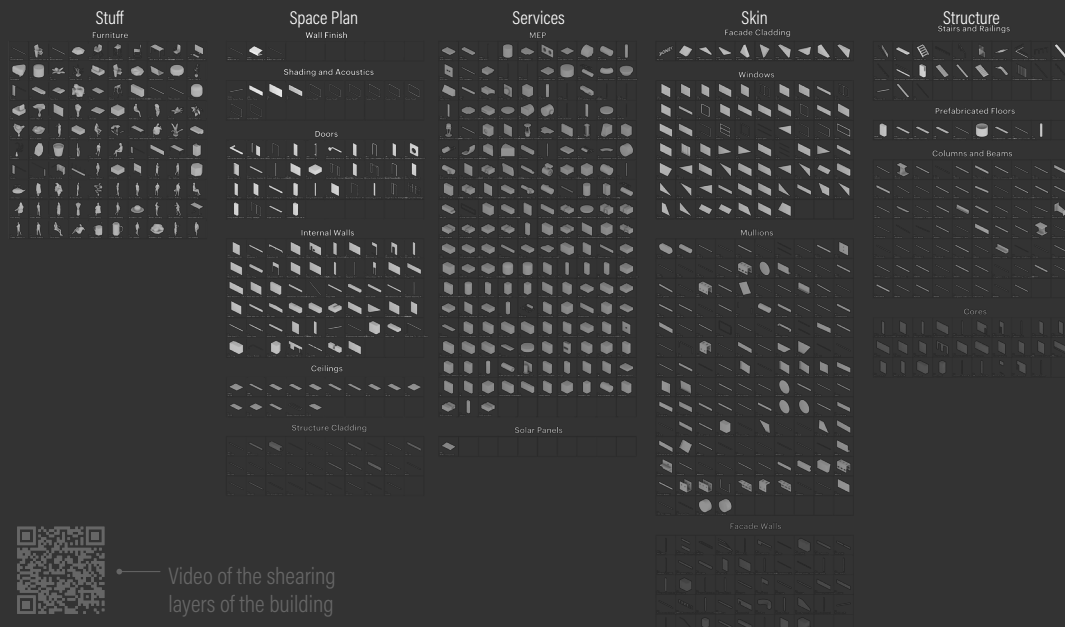 Stuff
Furniture
Space Plan
Wall Finish
Shading and Acoustics
Doors
Internal Walls
Ceilings
Structure Cladding
Services
MEP
Solar Panels
Skin
Facade Cladding
Windows
Mullions
Facade Walls
Structure
Stairs and Railings
Prefabricated Floors
Columns and Beams
Cores
Video of the shearing
layers of the building